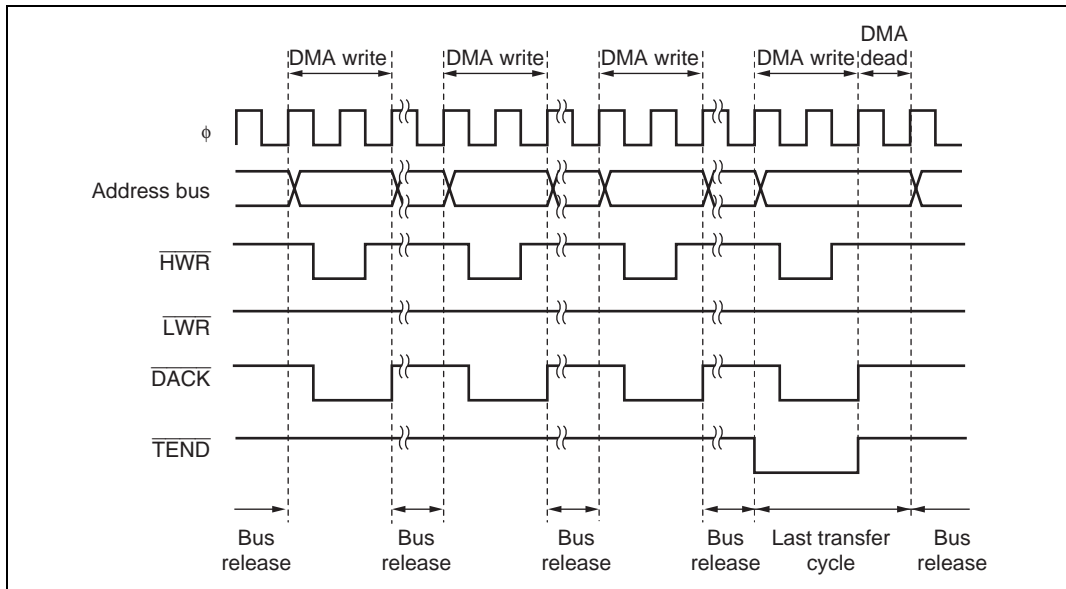 DMA
DMA write DMA write DMA write DMA write dead
ϕ
Address bus
HWR
LWR
DACK
TEND
Bus Bus Bus Bus Last transfer Bus
release release release release cycle release